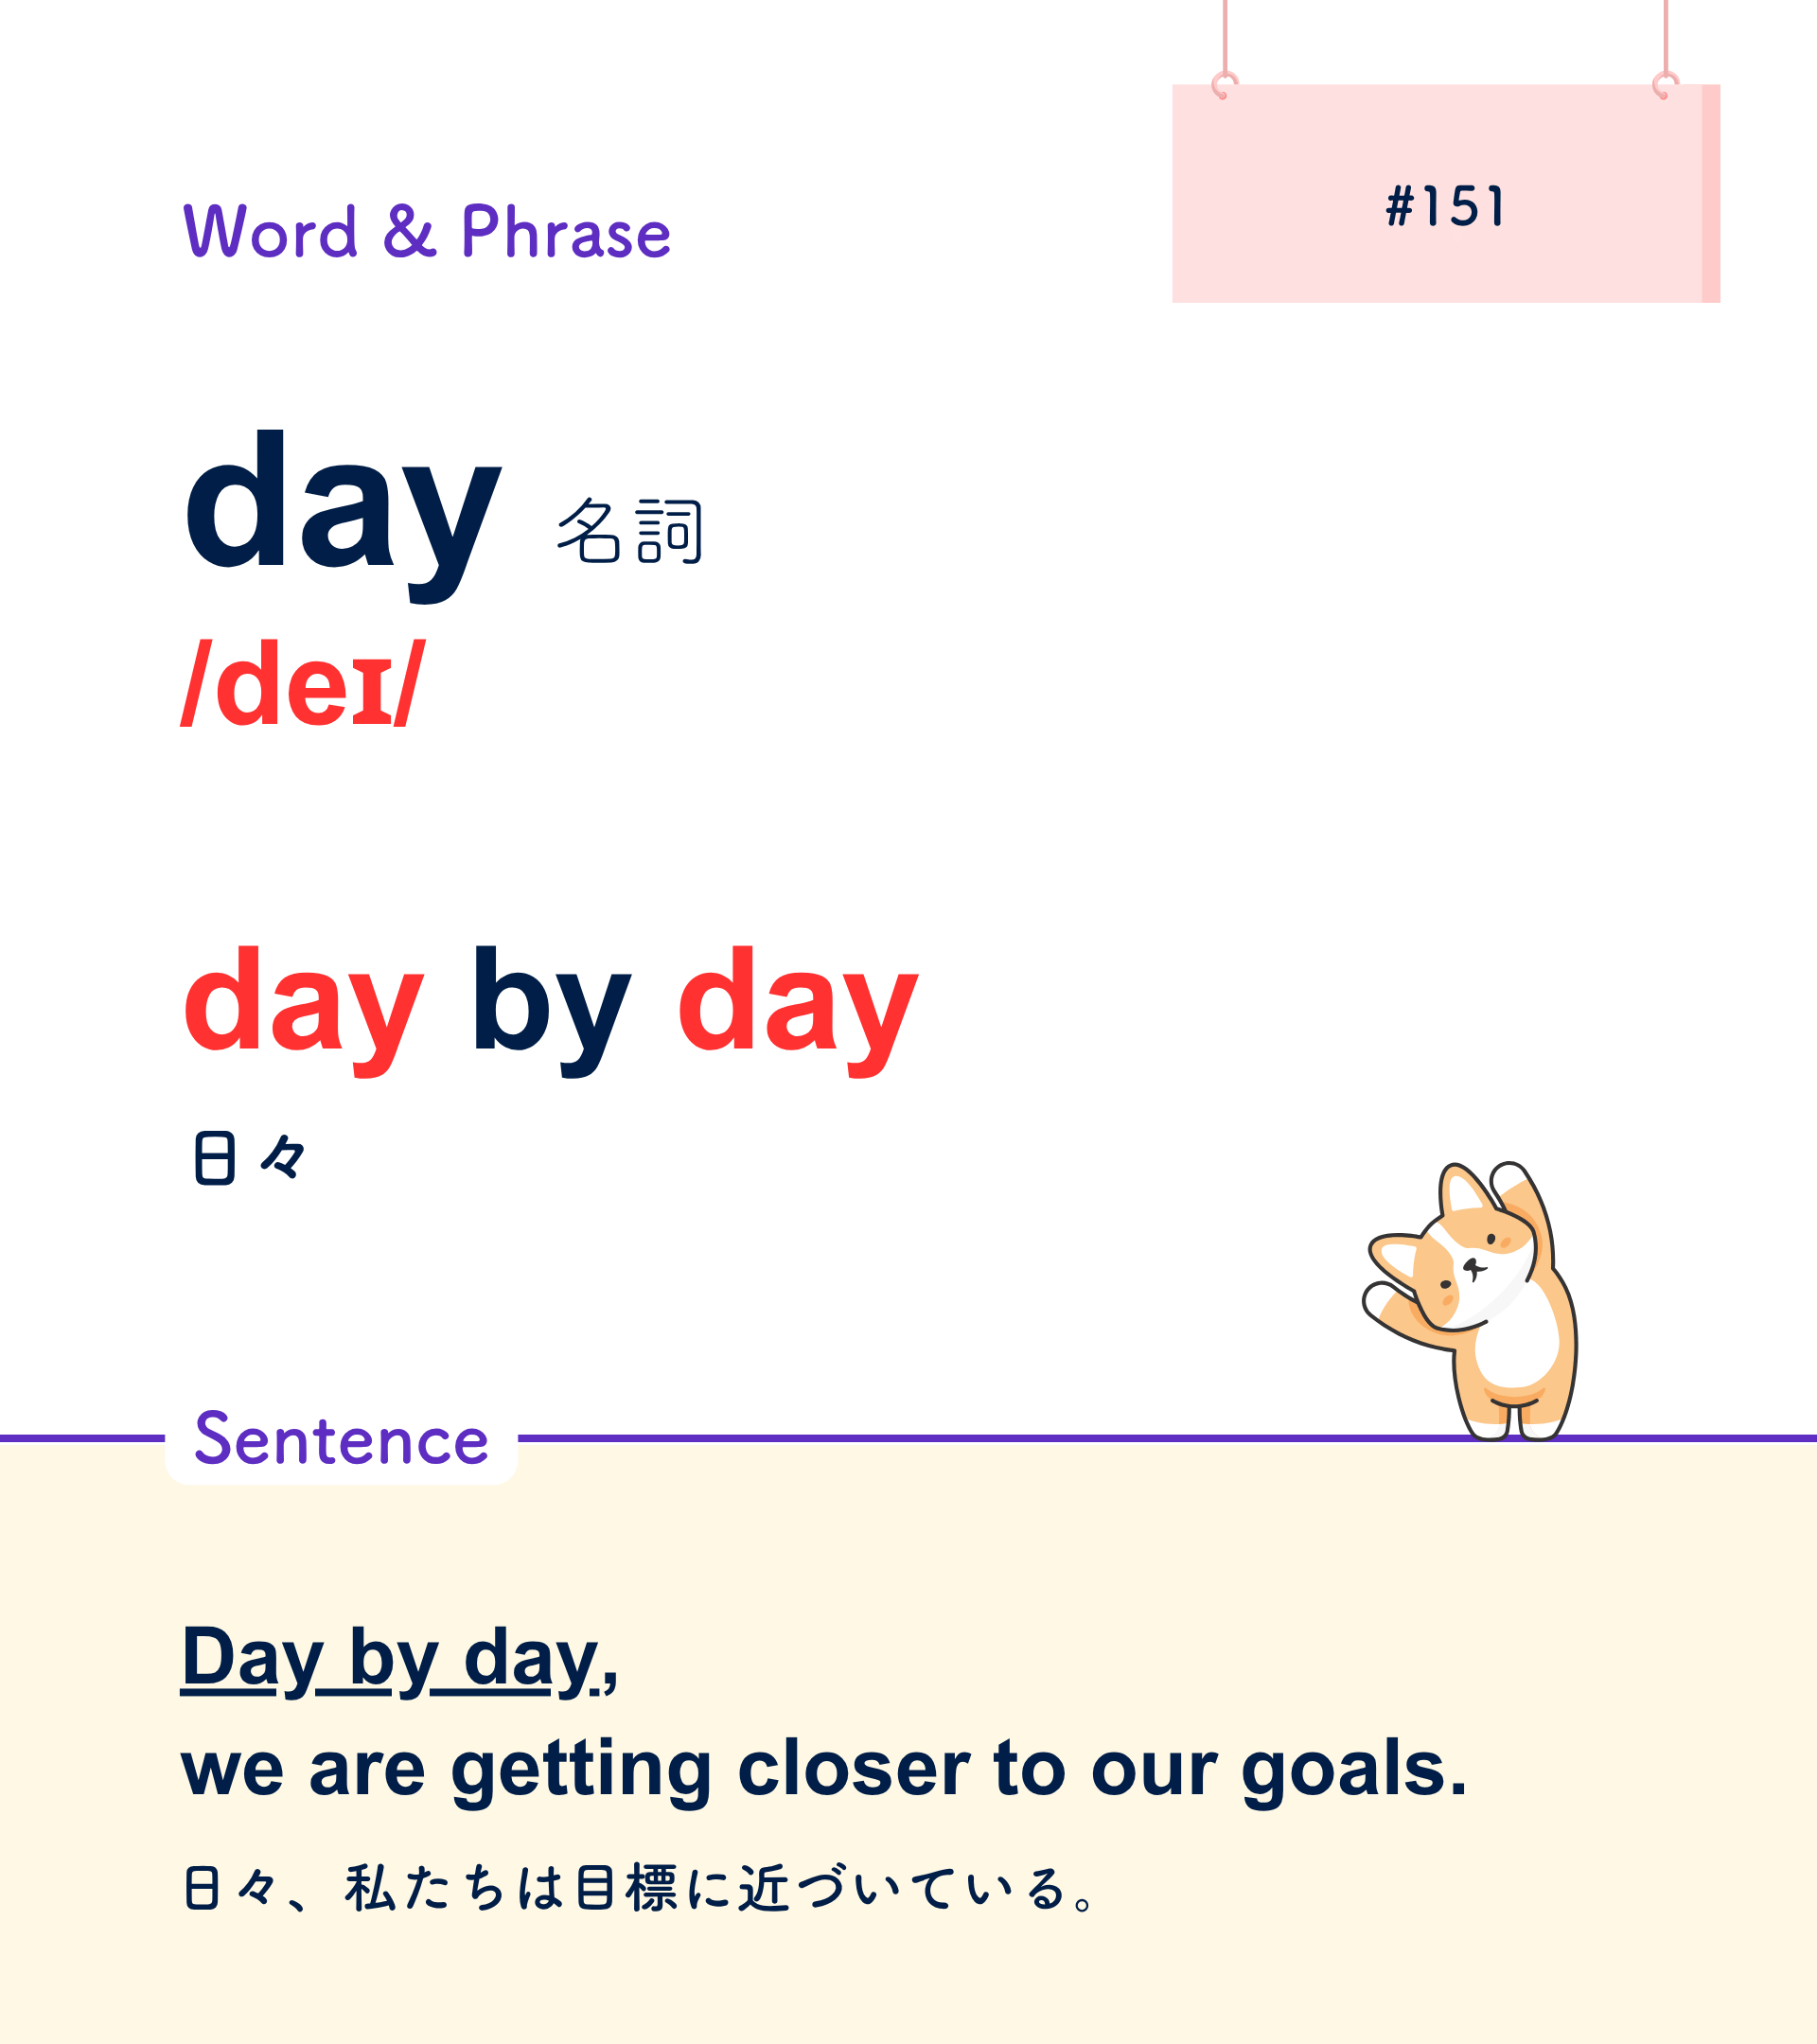 #151
Word & Phrase
day 名詞
/deɪ/
day by day
日々
Sentence
Day by day,
we are getting closer to our goals.
日々、私たちは目標に近づいている。